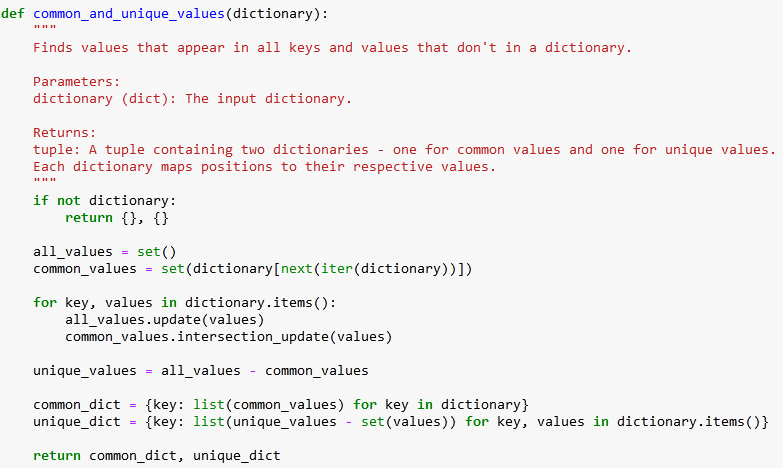 def common_and_unique_values(dictionary):
    """
    Finds values that appear in all keys and values that don't in a dictionary.

    Parameters:
    dictionary (dict): The input dictionary.

    Returns:
    tuple: A tuple containing two dictionaries - one for common values and one for unique values.
    Each dictionary maps positions to their respective values.
    """
    if not dictionary:
        return {}, {}

    all_values = set()
    common_values = set(dictionary[next(iter(dictionary))])

    for key, values in dictionary.items():
        all_values.update(values)
        common_values.intersection_update(values)

    unique_values = all_values - common_values

    common_dict = {key: list(common_values) for key in dictionary}
    unique_dict = {key: list(unique_values - set(values)) for key, values in dictionary.items()}

    return common_dict, unique_dict